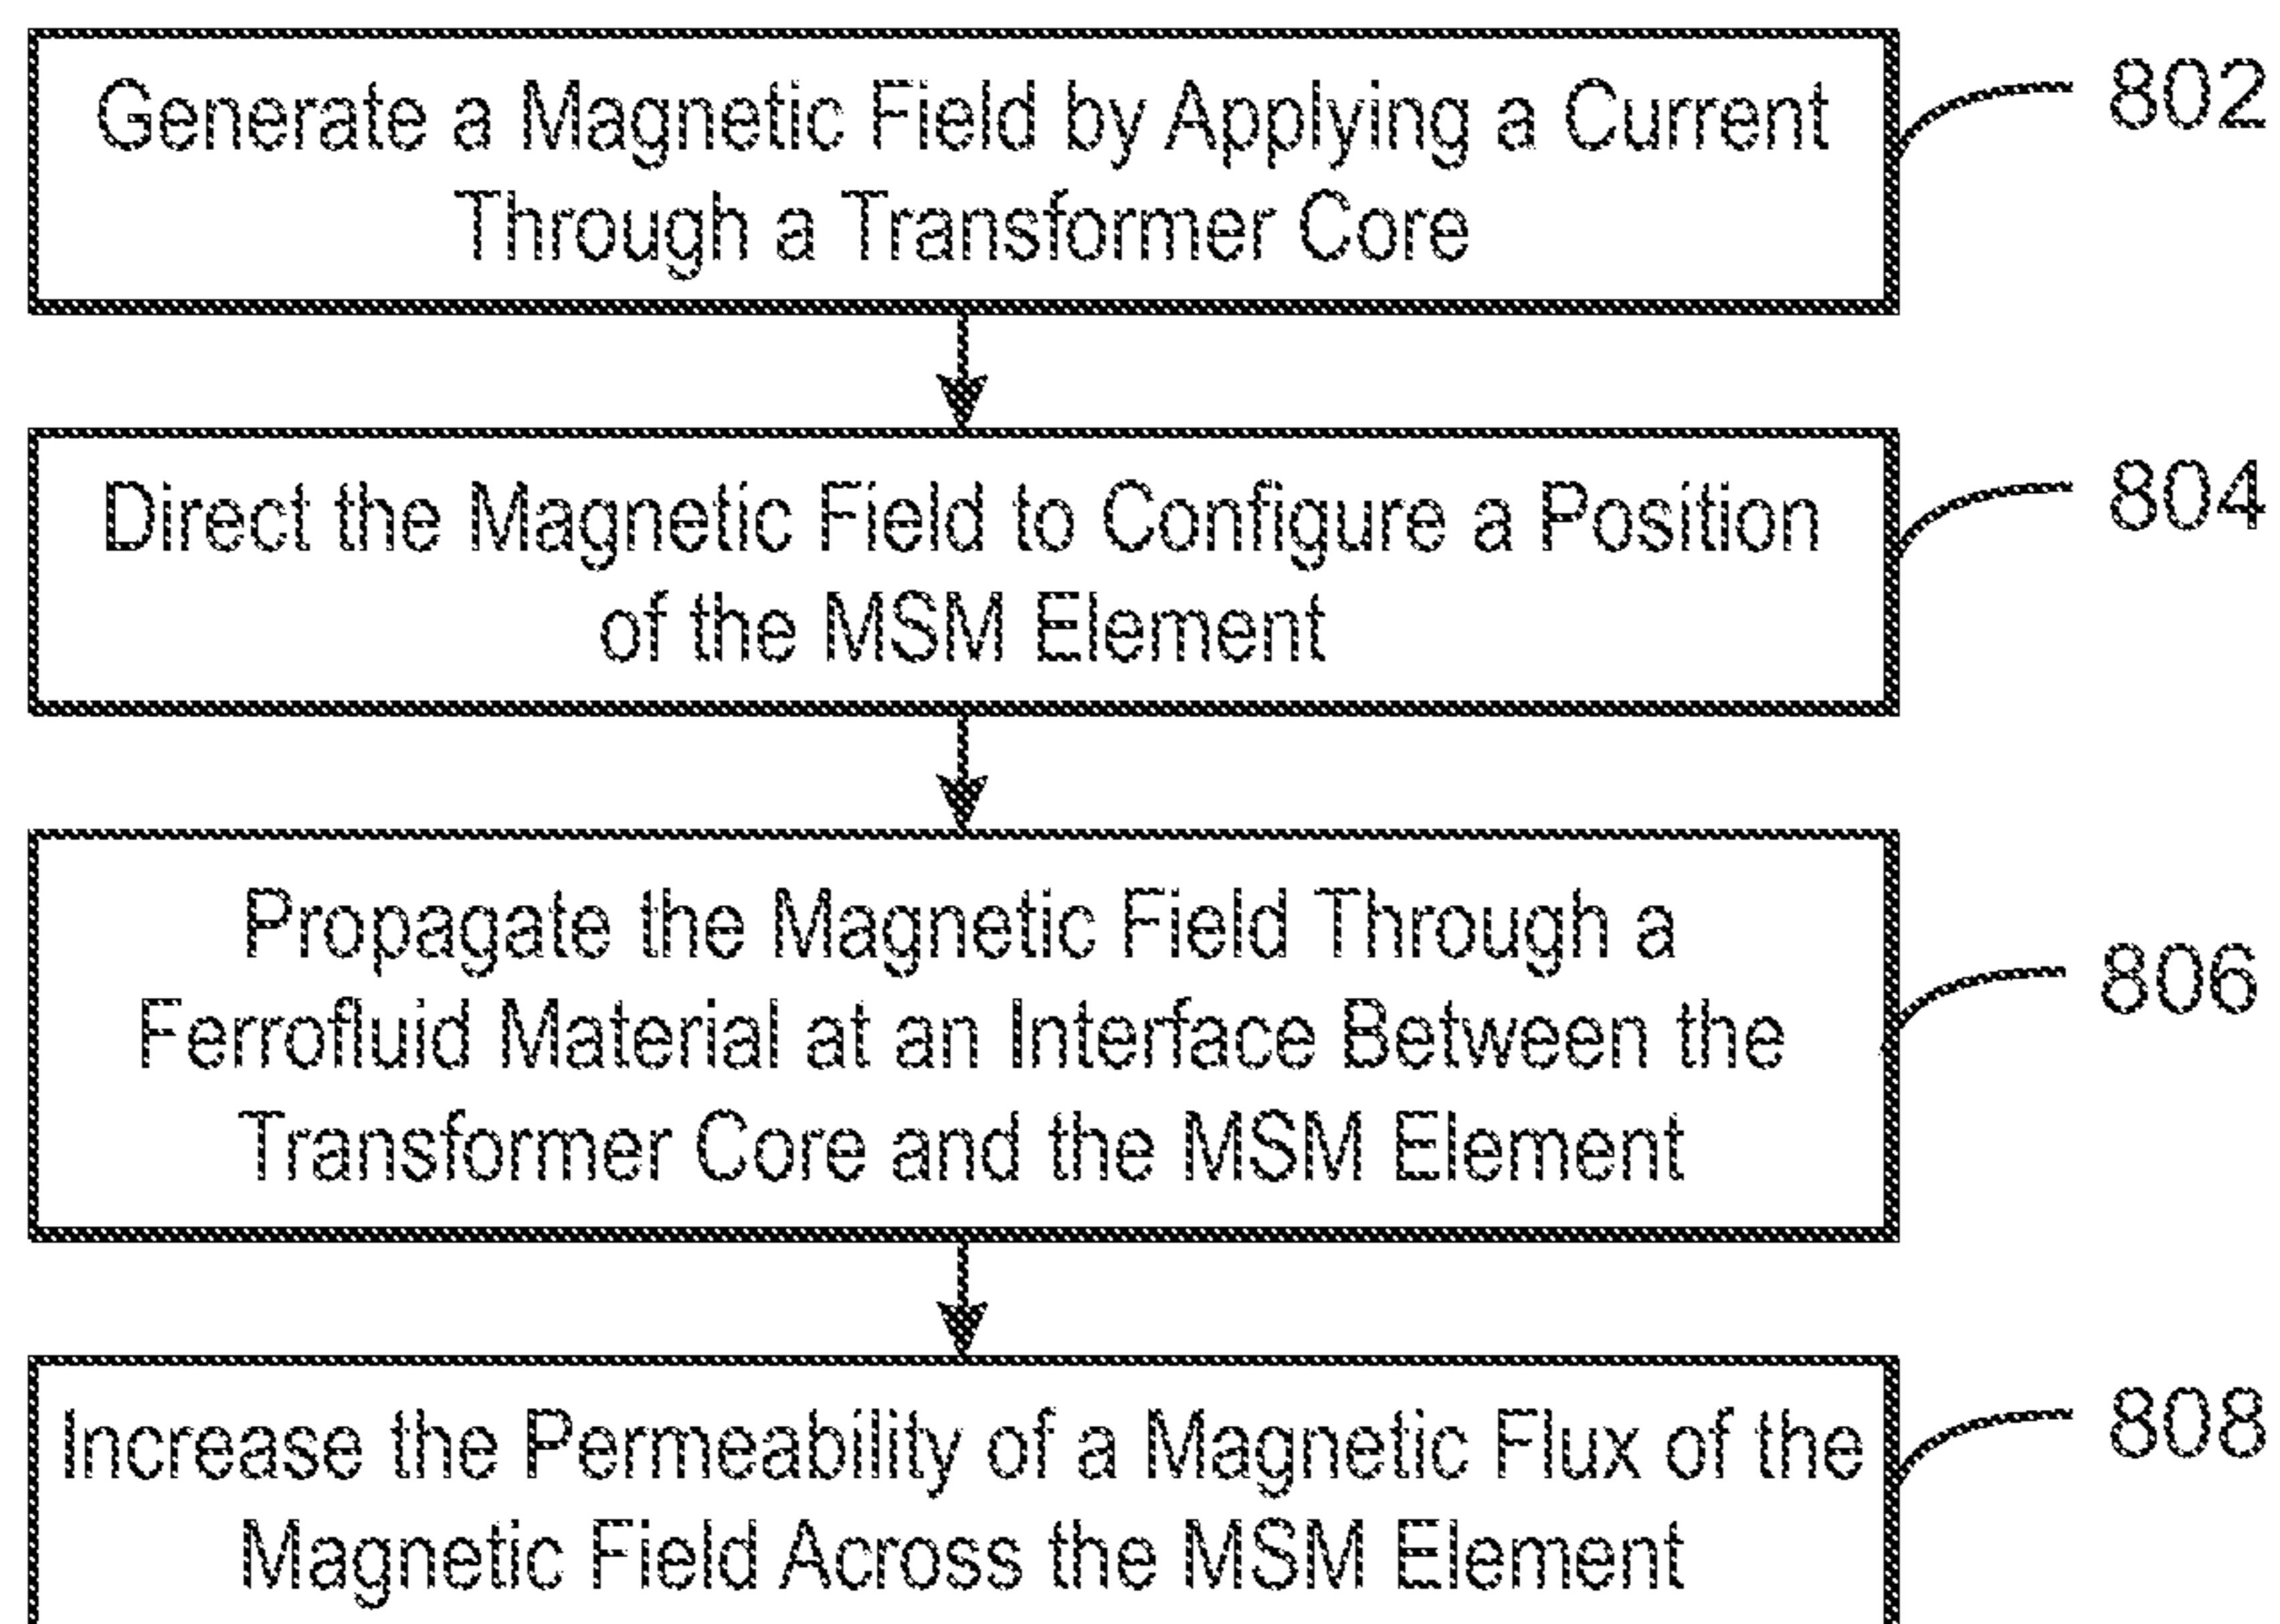 Generate a Magnetic Field by Applying a Current
Through a Transformer Core
802
Direct the Magnetic Field to Configure a Position
of the MSM Element
804
Propagate the Magnetic Field Through a
Ferrofluid Material at an Interface Between the
Transformer Core and the MSM Element
806
Increase the Permeability of a Magnetic Flux of the
Magnetic Field Across the MSM Element
808